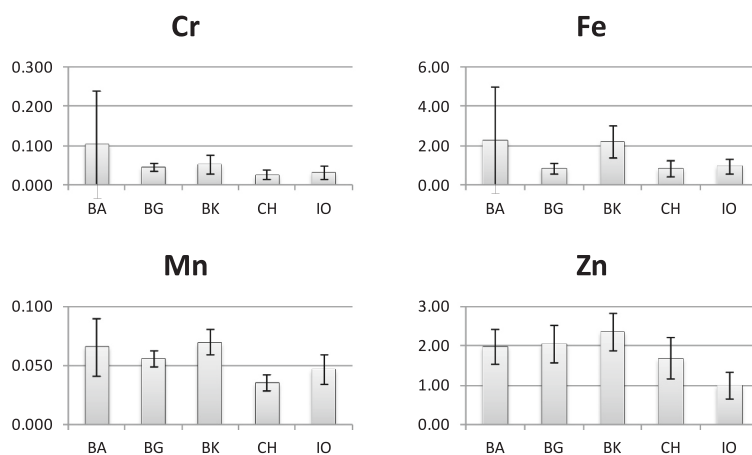 Cr
0.300
0.200
0.100
0.000
BA BG BK CH IO
Fe
6.00
4.00
2.00
0.00
BA BG BK CH IO
Mn
0.100
0.050
0.000
BA BG BK CH IO
Zn
3.00
2.00
1.00
0.00
BA BG BK CH IO